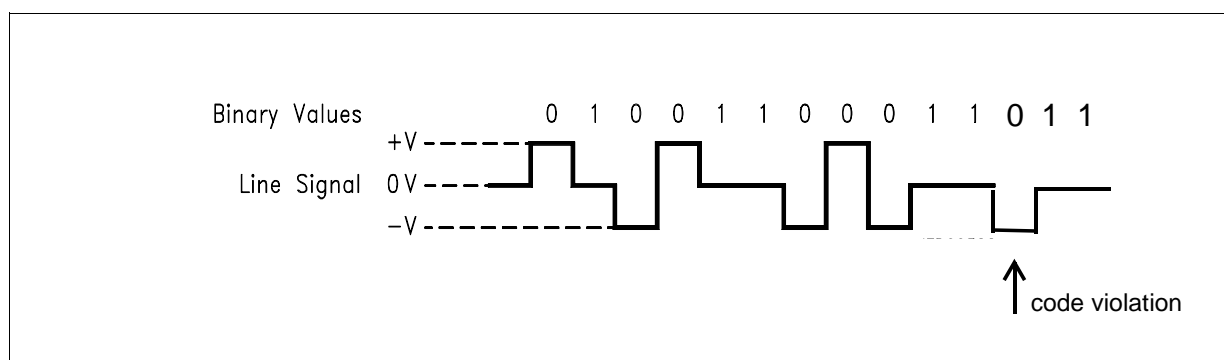 Binary Values 0 1 0 0 1 1 0 0 0 1 1 0 1 1
+V
Line Signal 0V
-V
code violation